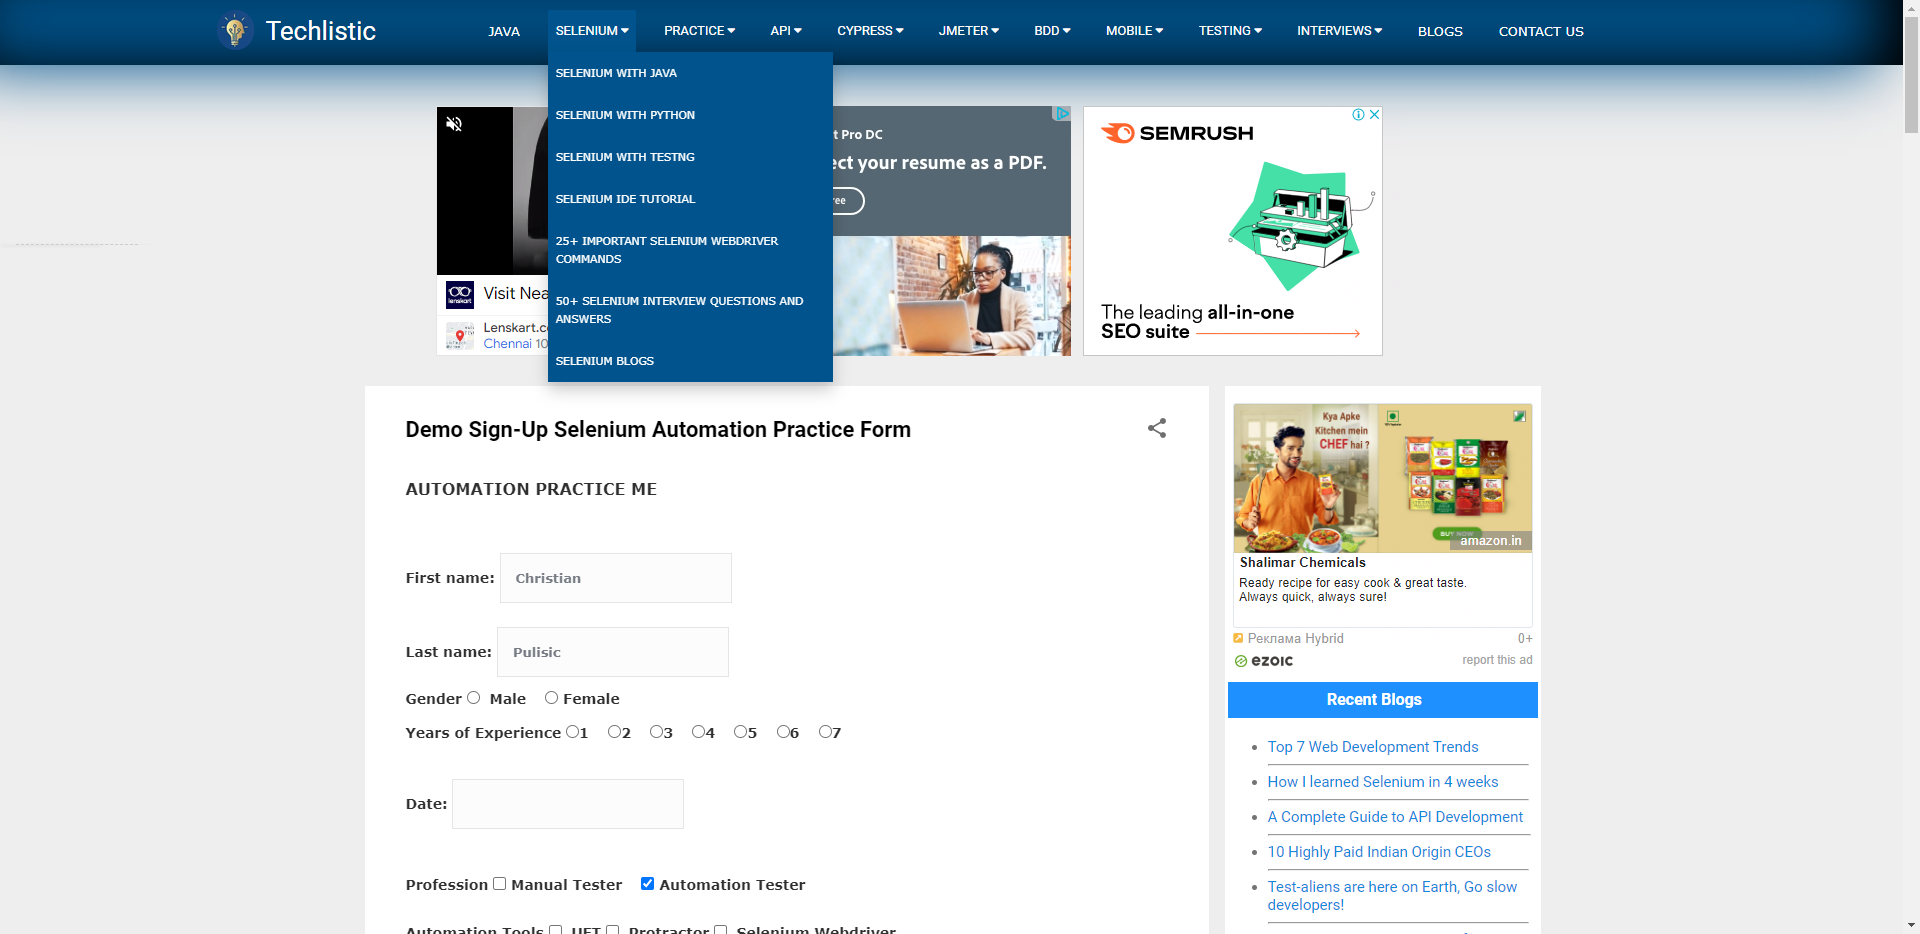 Techlistic
JAVA
SELENIUM
PRACTICE
API
CYPRESS
JMETER
BDD
MOBILE
TESTING
INTERVIEWS
BLOGS
CONTACT US
SELENIUM WITH JAVA
SELENIUM WITH PYTHON
SELENIUM WITH TESTNG
SELENIUM IDE TUTORIAL
25+ IMPORTANT SELENIUM WEBDRIVER
COMMANDS
50+ SELENIUM INTERVIEW QUESTIONS AND
ANSWERS
SELENIUM BLOGS
lenskart
Visit Nea
Lenskart.co
Chennai 10
t Pro DC
ect your resume as a PDF.
ree
SEMRUSH
The leading all-in-one
SEO suite
Demo Sign-Up Selenium Automation Practice Form
AUTOMATION PRACTICE ME
First name: Christian
Last name: Pulisic
Gender Male Female
Years of Experience 1 2 3 4 5 6 7
Date:
Profession Manual Tester Automation Tester
Automation Tools UFT Protractor Selenium Webdriver
Kya Apke
Kitchen mein
CHEF hai ?
BUY NOW
amazon.in
Shalimar Chemicals
Ready recipe for easy cook & great taste.
Always quick, always sure!
Реклама Hybrid 0+
ezoic report this ad
Recent Blogs
Top 7 Web Development Trends
How I learned Selenium in 4 weeks
A Complete Guide to API Development
10 Highly Paid Indian Origin CEOs
Test-aliens are here on Earth, Go slow
developers!